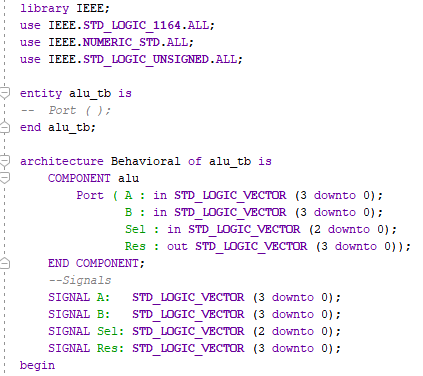 library IEEE;
use IEEE.STD_LOGIC_1164.ALL;
use IEEE.NUMERIC_STD.ALL;
use IEEE.STD_LOGIC_UNSIGNED.ALL;
entity alu_tb is
-- Port ( );
end alu_tb;
architecture Behavioral of alu_tb is
COMPONENT alu
Port ( A : in STD_LOGIC_VECTOR (3 downto 0);
B : in STD_LOGIC_VECTOR (3 downto 0);
Sel : in STD_LOGIC_VECTOR (2 downto 0);
Res : out STD_LOGIC_VECTOR (3 downto 0));
END COMPONENT;
--Signals
SIGNAL A: STD_LOGIC_VECTOR (3 downto 0);
SIGNAL B: STD_LOGIC_VECTOR (3 downto 0);
SIGNAL Sel: STD_LOGIC_VECTOR (2 downto 0);
SIGNAL Res: STD_LOGIC_VECTOR (3 downto 0);
begin